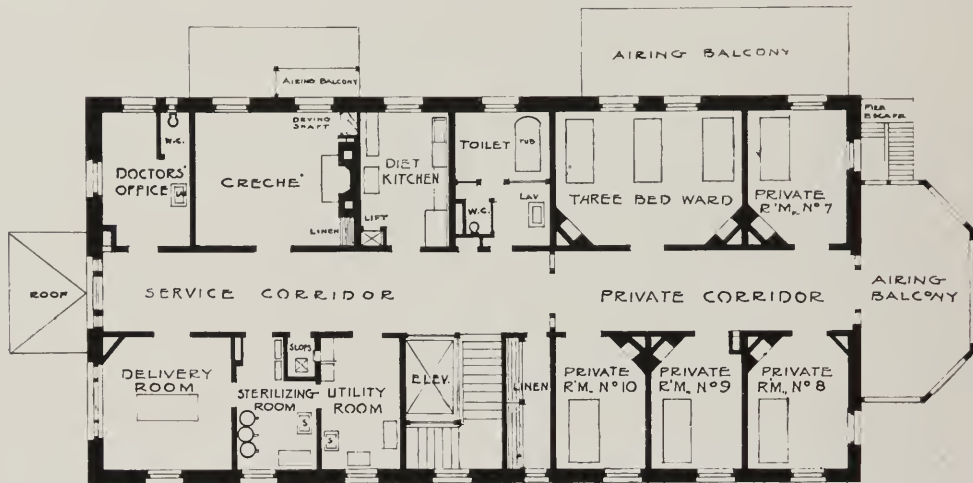 AIRING BALCONY
AIRING BALCONY
FIRE
ESCAPE
W.C.
DOCTORS'
OFFICE
CRECHE'
DRYING
SHAFT
LINEN
LIFT
DIET
KITCHEN
TOILET
TUB
W.C.
LAV
THREE BED WARD
PRIVATE
R'M. Nº 7
ROOF
SERVICE CORRIDOR
PRIVATE CORRIDOR
AIRING
BALCONY
DELIVERY
ROOM
SLOPS
STERILIZING
ROOM
S
UTILITY
ROOM
S
ELEV.
LINEN
PRIVATE
R'M. Nº 10
PRIVATE
R'M. Nº 9
PRIVATE
R'M. Nº 8